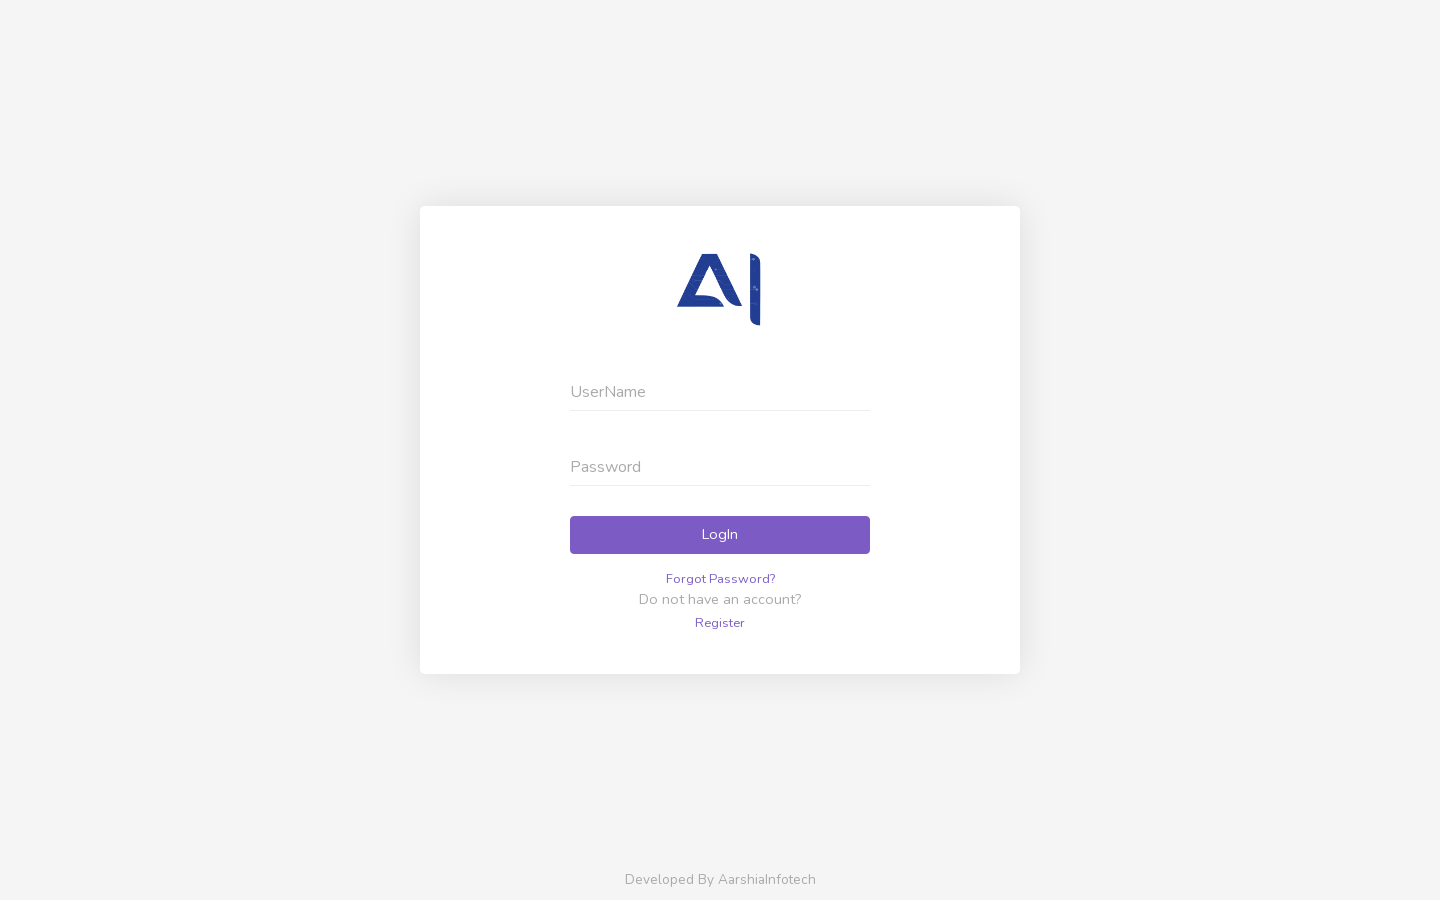 AI
UserName
Password
LogIn
Forgot Password?
Do not have an account?
Register
Developed By AarshiaInfotech